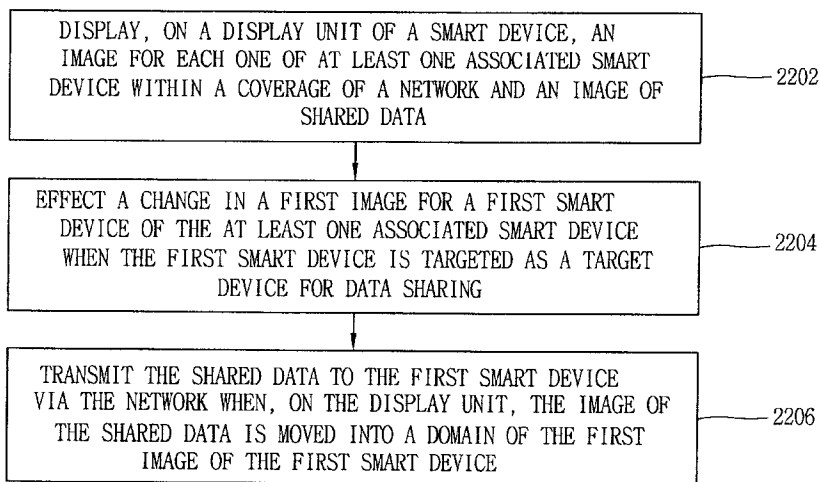 DISPLAY, ON A DISPLAY UNIT OF A SMART DEVICE, AN
IMAGE FOR EACH ONE OF AT LEAST ONE ASSOCIATED SMART
DEVICE WITHIN A COVERAGE OF A NETWORK AND AN IMAGE OF
SHARED DATA
2202
EFFECT A CHANGE IN A FIRST IMAGE FOR A FIRST SMART
DEVICE OF THE AT LEAST ONE ASSOCIATED SMART DEVICE
WHEN THE FIRST SMART DEVICE IS TARGETED AS A TARGET
DEVICE FOR DATA SHARING
2204
TRANSMIT THE SHARED DATA TO THE FIRST SMART DEVICE
VIA THE NETWORK WHEN, ON THE DISPLAY UNIT, THE IMAGE OF
THE SHARED DATA IS MOVED INTO A DOMAIN OF THE FIRST
IMAGE OF THE FIRST SMART DEVICE
2206